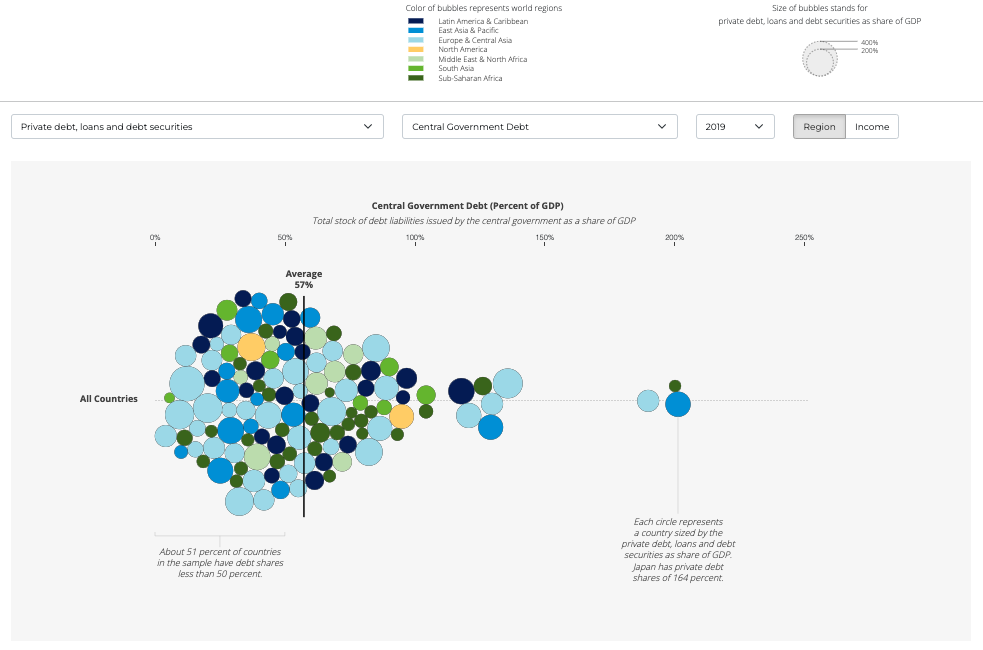 Color of bubbles represents world regions
Latin America & Caribbean
East Asia & Pacific
Europe & Central Asia
North America
Middle East & North Africa
South Asia
Sub-Saharan Africa
Size of bubbles stands for
private debt, loans and debt securities as share of GDP
400%
200%
Private debt, loans and debt securities
Central Government Debt
2019
Region
Income
Central Government Debt (Percent of GDP)
Total stock of debt liabilities issued by the central government as a share of GDP
0%
50%
100%
150%
200%
250%
Average
57%
All Countries
About 51 percent of countries
in the sample have debt shares
less than 50 percent.
Each circle represents
a country sized by the
private debt, loans and debt
securities as share of GDP.
Japan has private debt
shares of 164 percent.